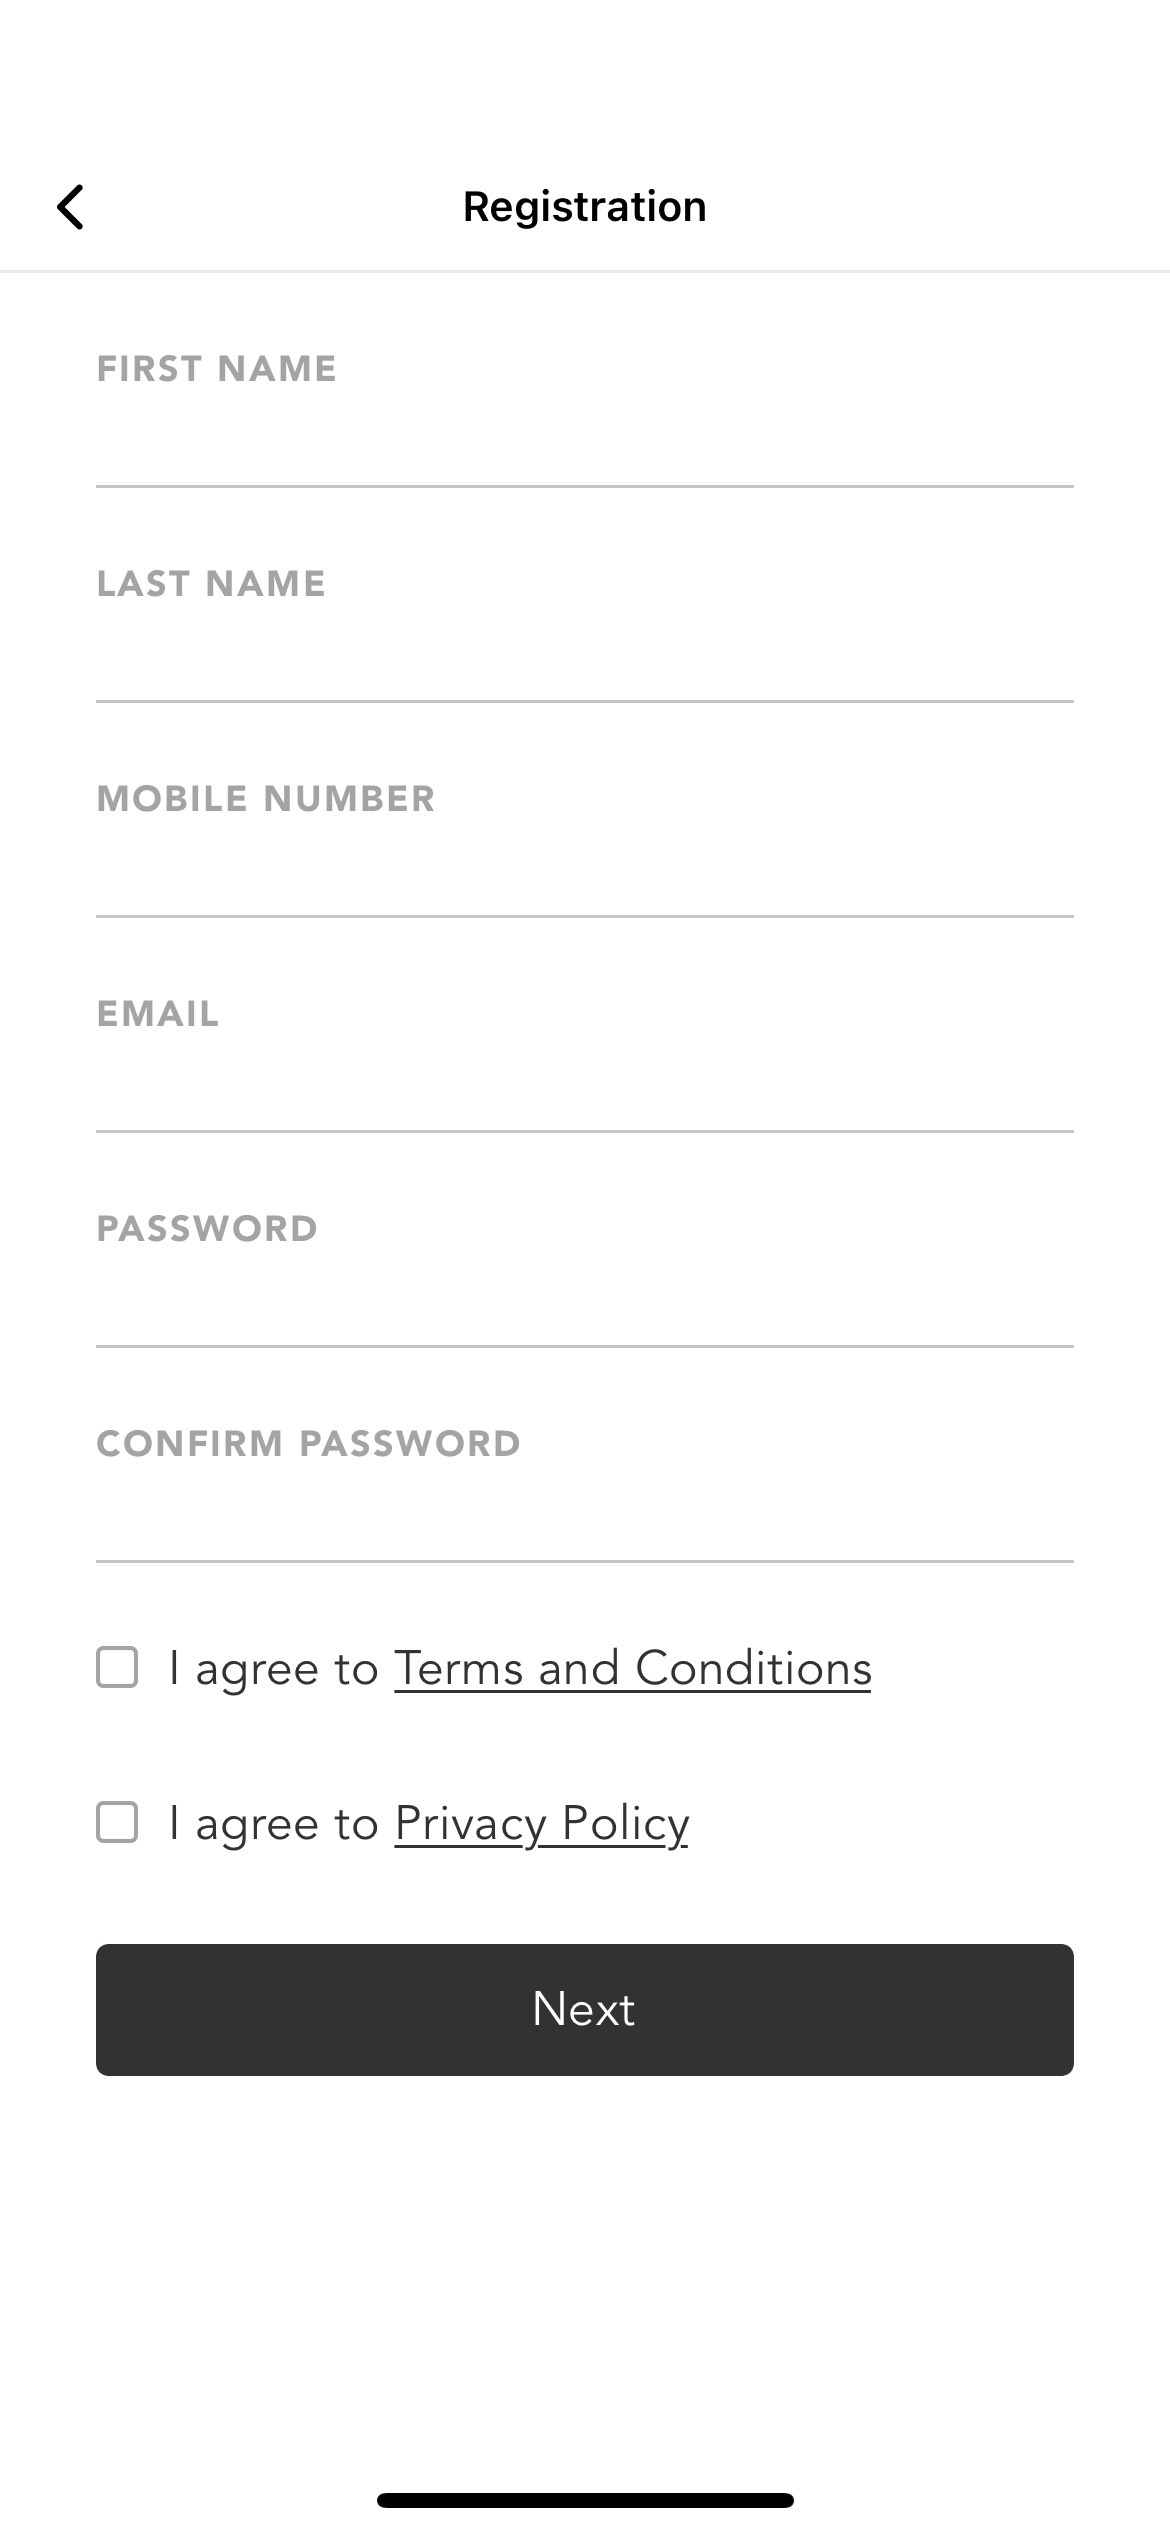 Registration
FIRST NAME
LAST NAME
MOBILE NUMBER
EMAIL
PASSWORD
CONFIRM PASSWORD
I agree to Terms and Conditions
I agree to Privacy Policy
Next